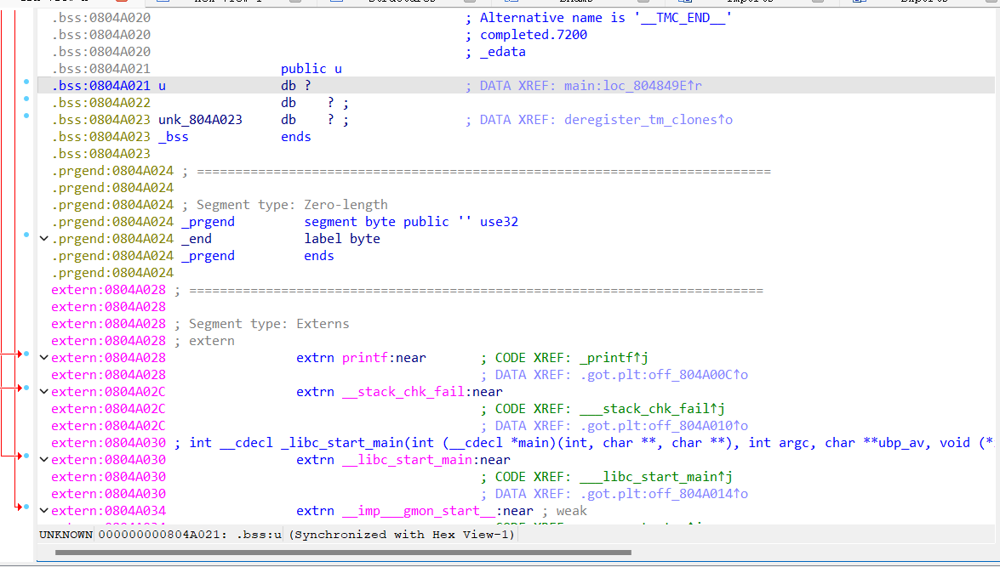 .bss:0804A020 ; Alternative name is '__TMC_END__'
.bss:0804A020 ; completed.7200
.bss:0804A020 ; _edata
.bss:0804A021 public u
.bss:0804A021 u db ? ; DATA XREF: main:loc_804849E↑r
.bss:0804A022 db ? ;
.bss:0804A023 unk_804A023 db ? ; ; DATA XREF: deregister_tm_clones↑o
.bss:0804A023 _bss ends
.bss:0804A023
.prgend:0804A024 ; ===========================================================================
.prgend:0804A024
.prgend:0804A024 ; Segment type: Zero-length
.prgend:0804A024 _prgend segment byte public '' use32
.prgend:0804A024 _end label byte
.prgend:0804A024 _prgend ends
.prgend:0804A024
extern:0804A028 ; ===========================================================================
extern:0804A028
extern:0804A028 ; Segment type: Externs
extern:0804A028 ; extern
extern:0804A028 extrn printf:near ; CODE XREF: _printf↑j
extern:0804A028 ; DATA XREF: .got.plt:off_804A00C↑o
extern:0804A02C extrn __stack_chk_fail:near
extern:0804A02C ; CODE XREF: ___stack_chk_fail↑j
extern:0804A02C ; DATA XREF: .got.plt:off_804A010↑o
extern:0804A030 ; int __cdecl _libc_start_main(int (__cdecl *main)(int, char **, char **), int argc, char **ubp_av, void (*
extern:0804A030 extrn __libc_start_main:near
extern:0804A030 ; CODE XREF: ___libc_start_main↑j
extern:0804A030 ; DATA XREF: .got.plt:off_804A014↑o
extern:0804A034 extrn __imp___gmon_start__:near ; weak
UNKNOWN 000000000804A021: .bss:u (Synchronized with Hex View-1)